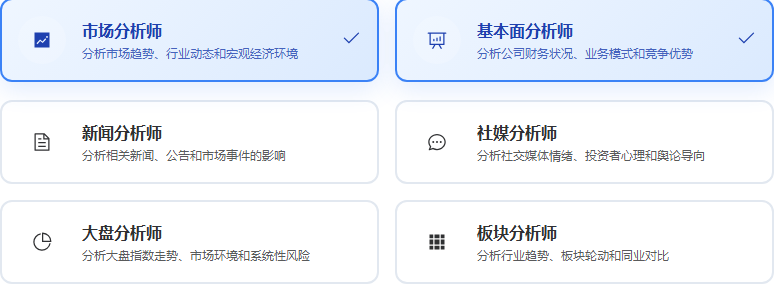 市场分析师
分析市场趋势、行业动态和宏观经济环境
基本面分析师
分析公司财务状况、业务模式和竞争优势
新闻分析师
分析相关新闻、公告和市场事件的影响
社媒分析师
分析社交媒体情绪、投资者心理和舆论导向
大盘分析师
分析大盘指数走势、市场环境和系统性风险
板块分析师
分析行业趋势、板块轮动和同业对比